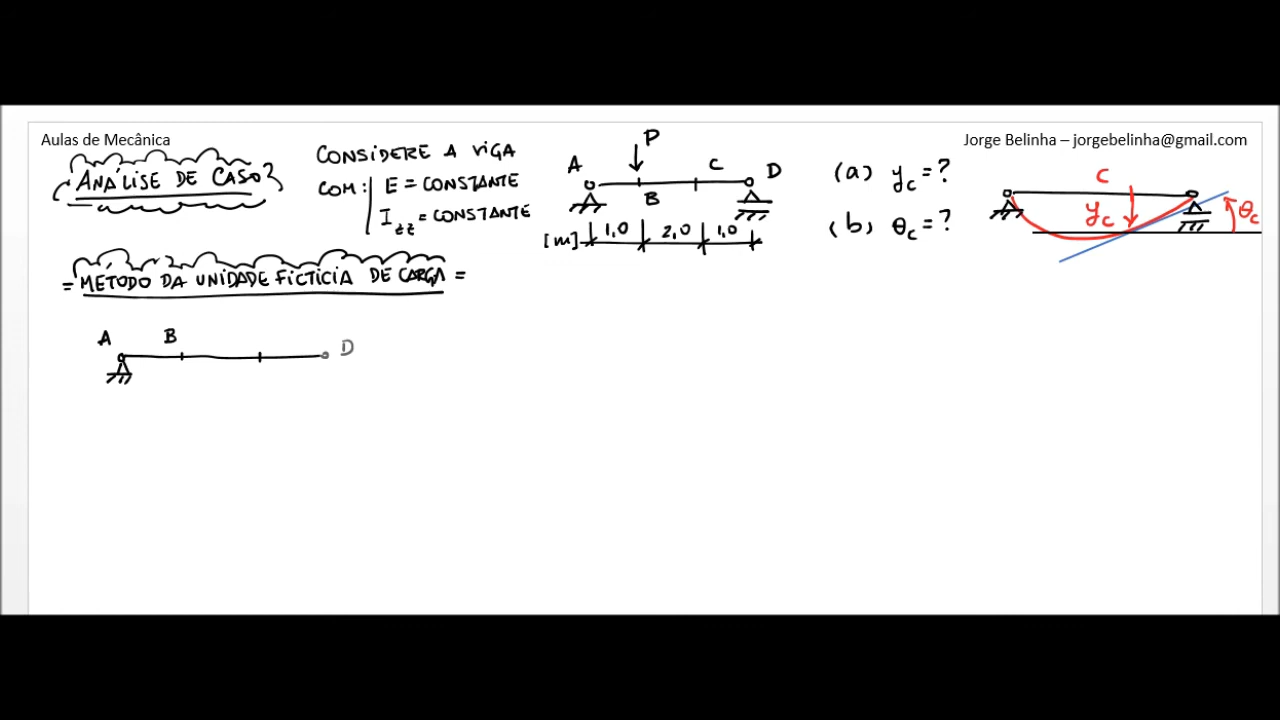 Aulas de Mecânica
Jorge Belinha – jorgebelinha@gmail.com
ANÁLISE DE CASO 2
CONSIDERE A VIGA
COM: E = CONSTANTE
Izz = CONSTANTE
P
A
B
C
D
[m] 1,0 2,0 1,0
(a) yc = ?
(b) θc = ?
C
yc
θc
= MÉTODO DA UNIDADE FICTÍCIA DE CARGA =
A B D